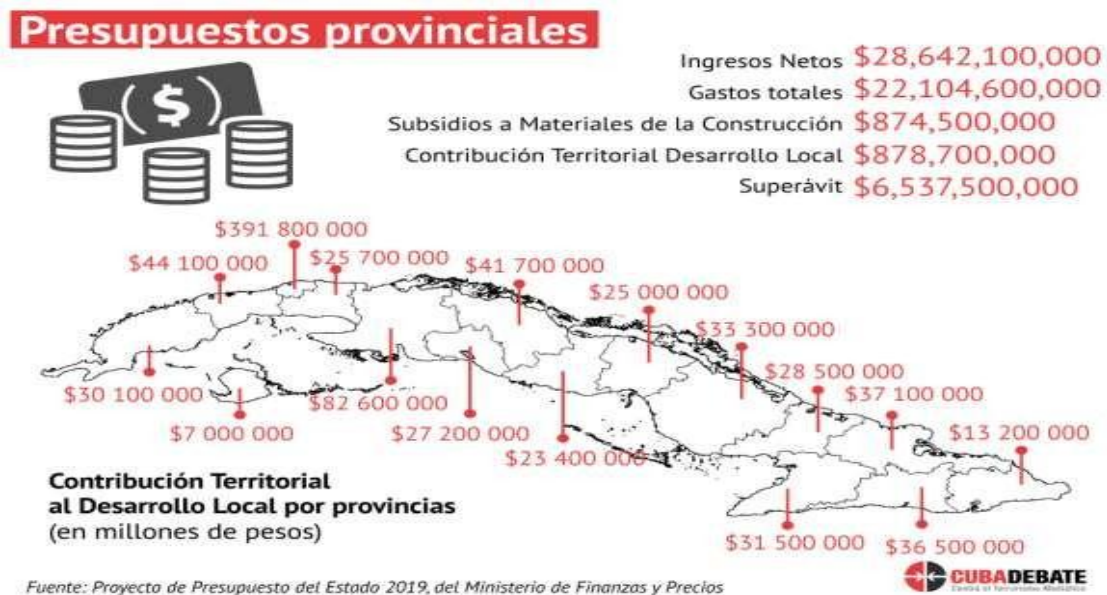 Presupuestos provinciales
($)
Ingresos Netos $28,642,100,000
Gastos totales $22,104,600,000
Subsidios a Materiales de la Construcción $874,500,000
Contribución Territorial Desarrollo Local $878,700,000
Superávit $6,537,500,000
$391 800 000
$44 100 000
$25 700 000
$41 700 000
$25 000 000
$33 300 000
$28 500 000
$37 100 000
$13 200 000
$30 100 000
$7 000 000
$82 600 000
$27 200 000
$23 400 000
$31 500 000
$36 500 000
Contribución Territorial
al Desarrollo Local por provincias
(en millones de pesos)
Fuente: Proyecto de Presupuesto del Estado 2019, del Ministerio de Finanzas y Precios
CUBADEBATE